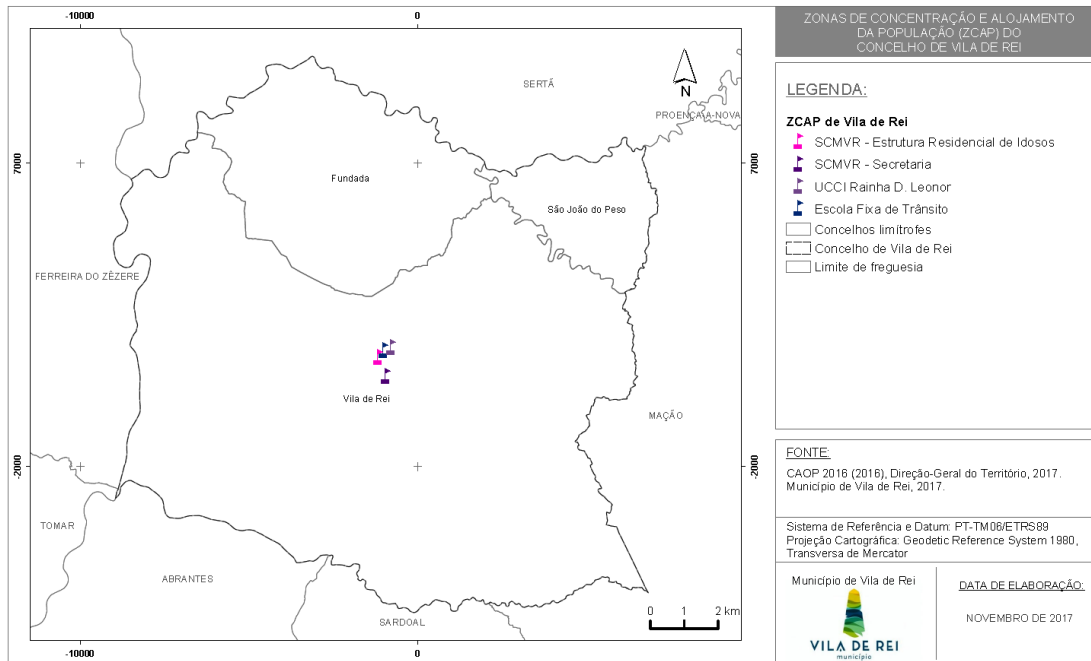 -10000
0
ZONAS DE CONCENTRAÇÃO E ALOJAMENTO
DA POPULAÇÃO (ZCAP) DO
CONCELHO DE VILA DE REI
N
SERTÃ
PROENÇA-A-NOVA
7000
7000
Fundada
São João do Peso
FERREIRA DO ZÊZERE
Vila de Rei
MAÇÃO
-2000
-2000
TOMAR
ABRANTES
SARDOAL
0 1 2 km
-10000
0
LEGENDA:
ZCAP de Vila de Rei
SCMVR - Estrutura Residencial de Idosos
SCMVR - Secretaria
UCCI Rainha D. Leonor
Escola Fixa de Trânsito
Concelhos limítrofes
Concelho de Vila de Rei
Limite de freguesia
FONTE:
CAOP 2016 (2016), Direção-Geral do Território, 2017.
Município de Vila de Rei, 2017.
Sistema de Referência e Datum: PT-TM06/ETRS89
Projeção Cartográfica: Geodetic Reference System 1980,
Transversa de Mercator
Município de Vila de Rei
VILA DE REI
município
DATA DE ELABORAÇÃO:
NOVEMBRO DE 2017